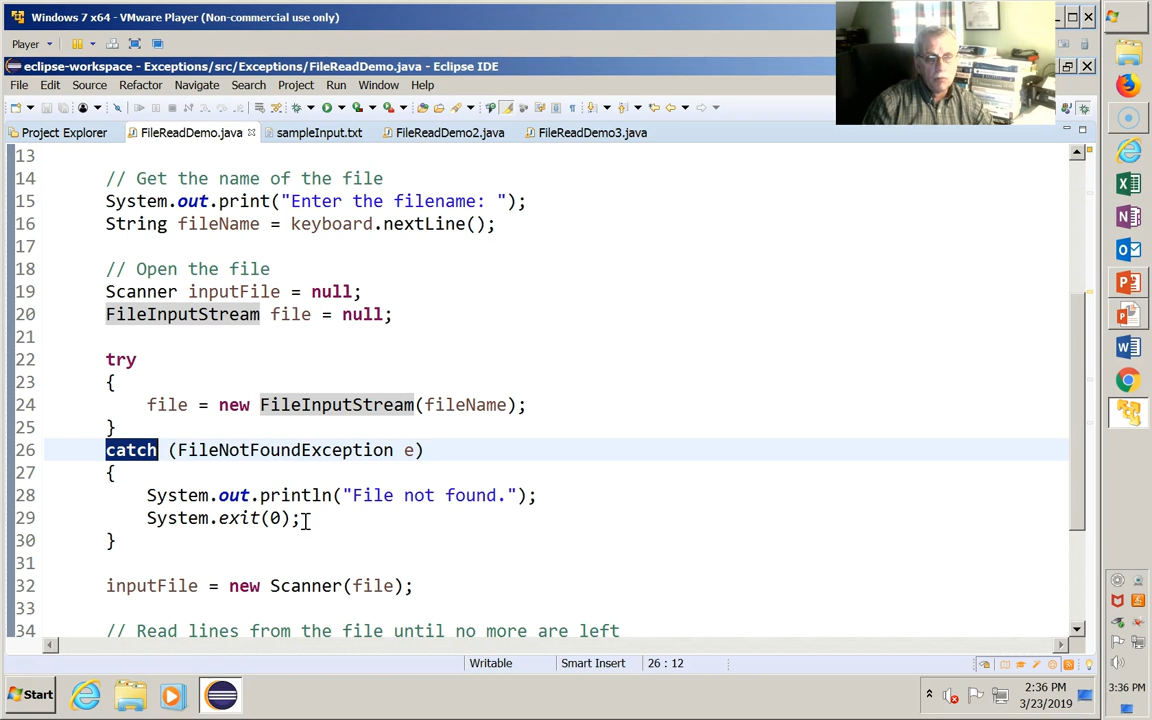 Windows 7 x64 - VMware Player (Non-commercial use only)
Player
eclipse-workspace - Exceptions/src/Exceptions/FileReadDemo.java - Eclipse IDE
File Edit Source Refactor Navigate Search Project Run Window Help
Project Explorer FileReadDemo.java sampleInput.txt FileReadDemo2.java FileReadDemo3.java
13
14 // Get the name of the file
15 System.out.print("Enter the filename: ");
16 String fileName = keyboard.nextLine();
17
18 // Open the file
19 Scanner inputFile = null;
20 FileInputStream file = null;
21
22 try
23 {
24 file = new FileInputStream(fileName);
25 }
26 catch (FileNotFoundException e)
27 {
28 System.out.println("File not found.");
29 System.exit(0);
30 }
31
32 inputFile = new Scanner(file);
33
34 // Read lines from the file until no more are left
Writable Smart Insert 26 : 12
Start
2:36 PM
3/23/2019
3:36 PM